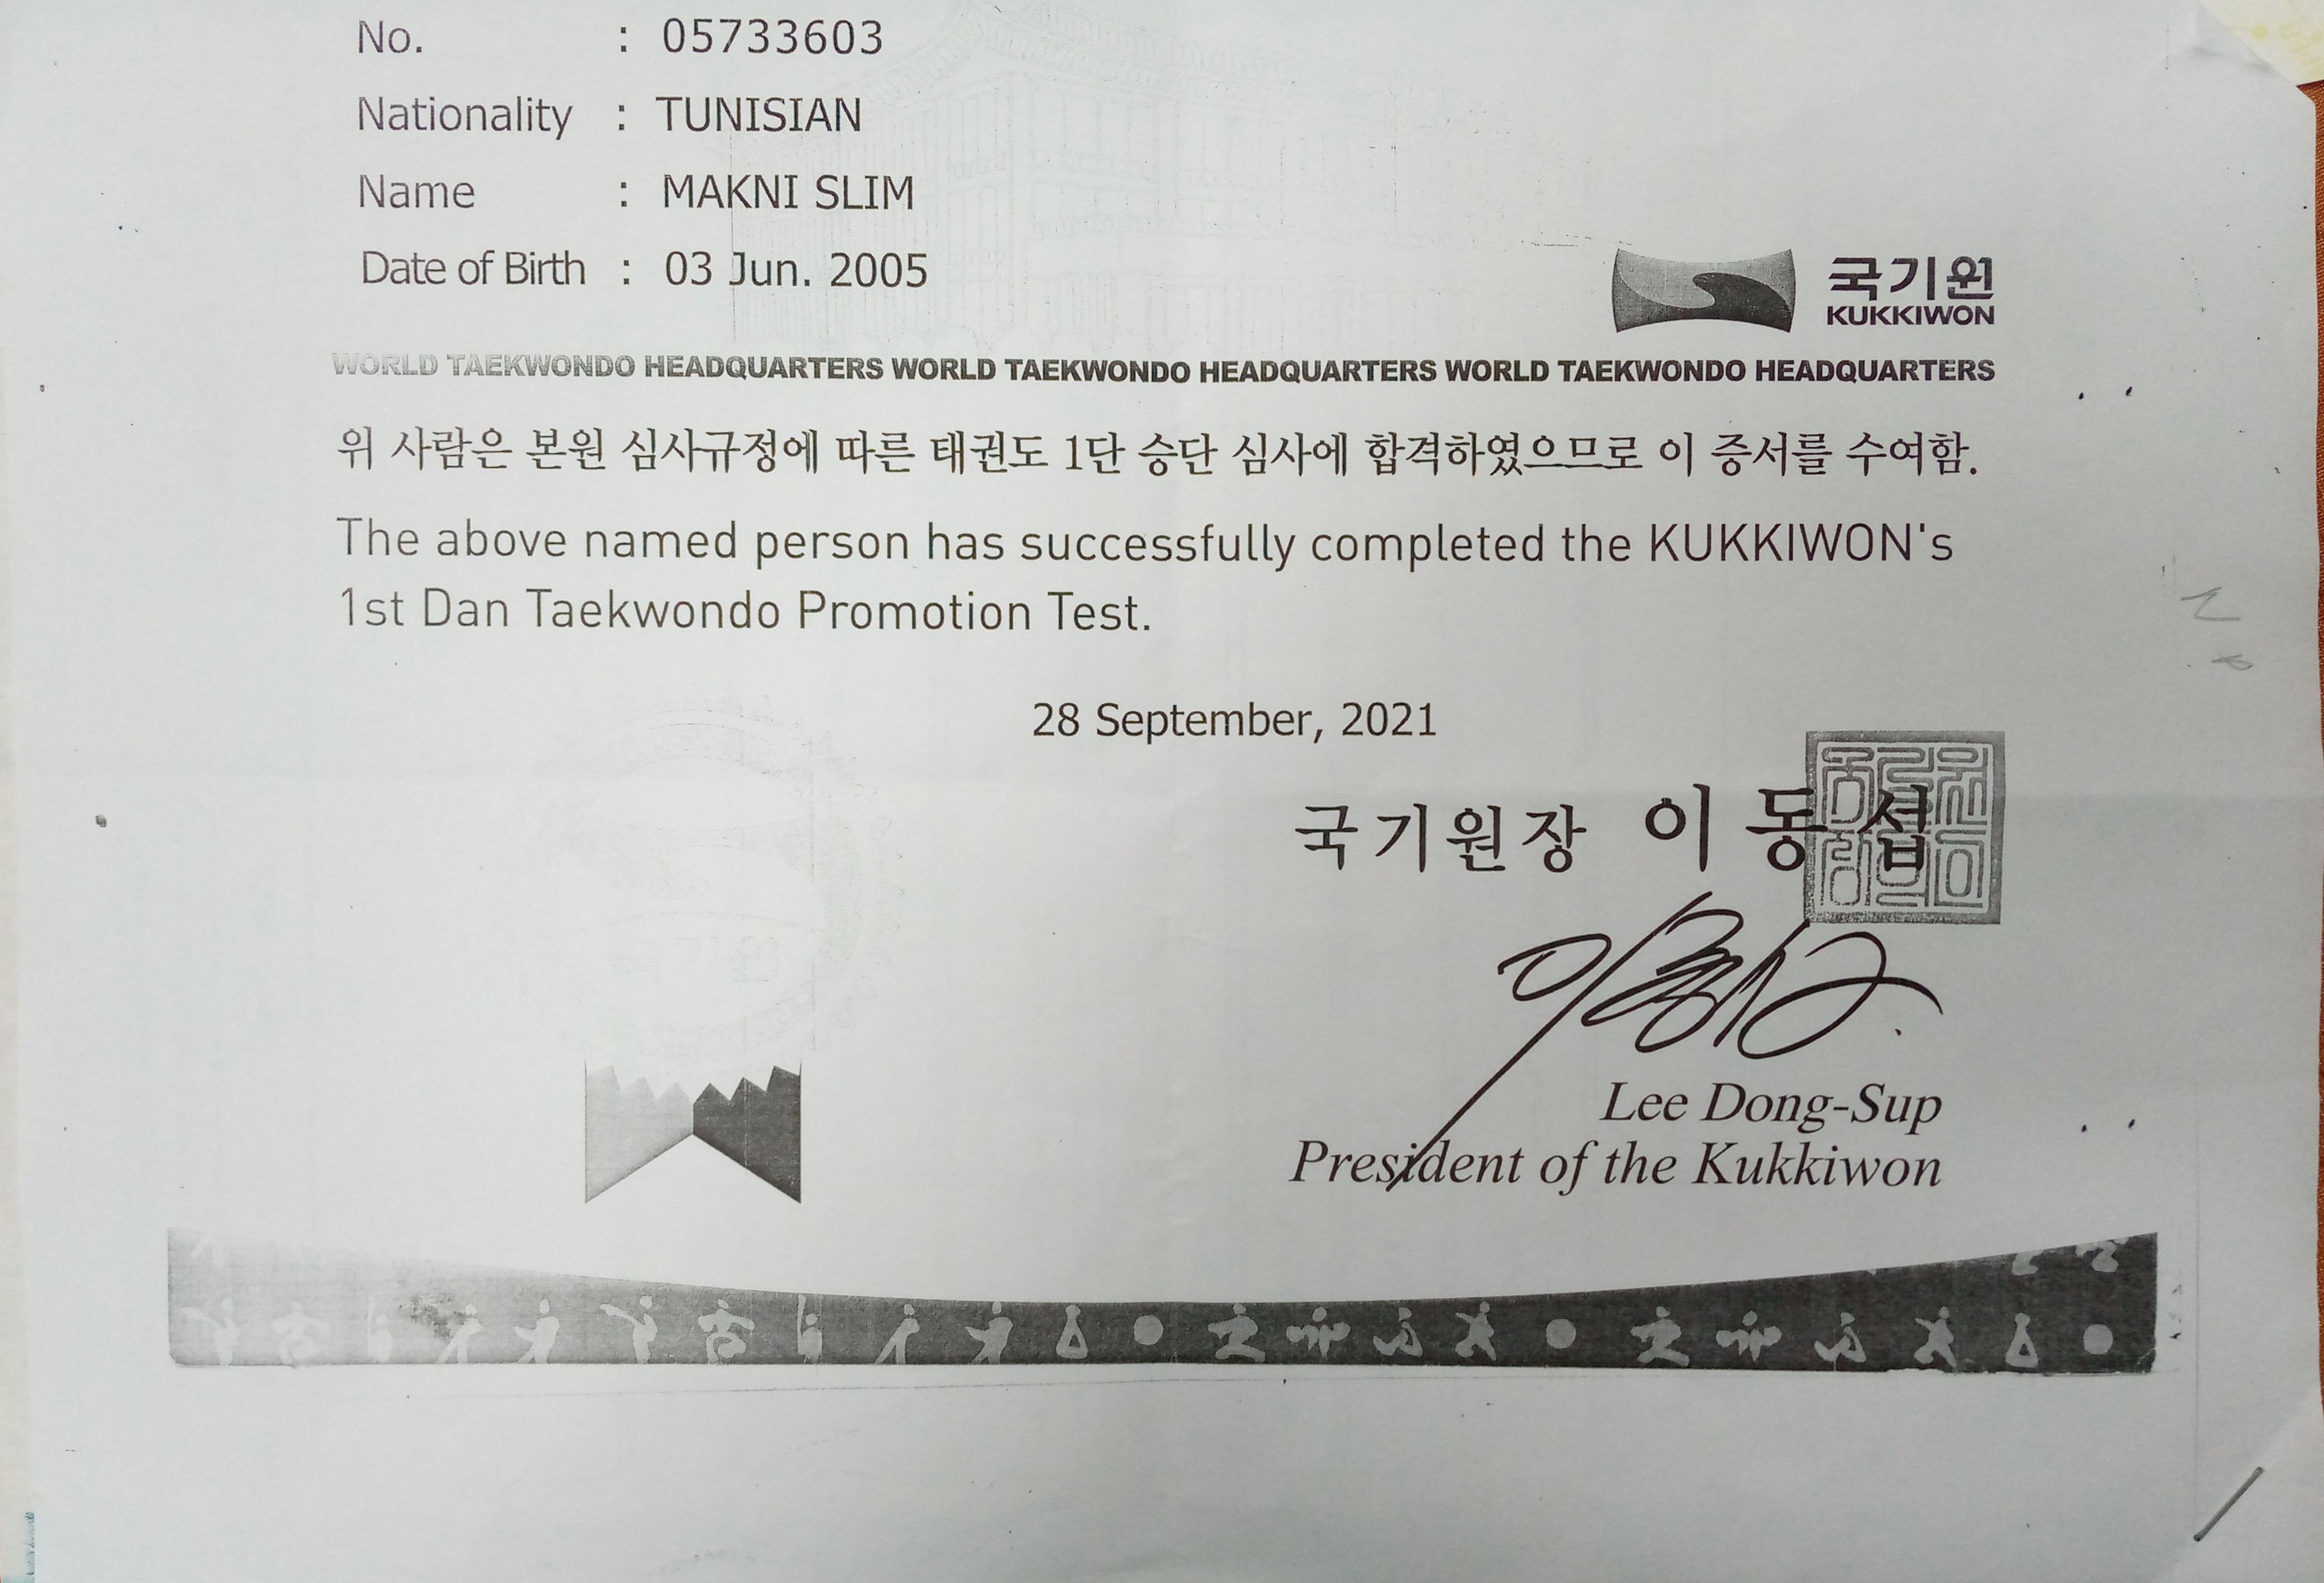 No. : 05733603
Nationality : TUNISIAN
Name : MAKNI SLIM
Date of Birth : 03 Jun. 2005
국기원
KUKKIWON
WORLD TAEKWONDO HEADQUARTERS WORLD TAEKWONDO HEADQUARTERS WORLD TAEKWONDO HEADQUARTERS
위 사람은 본원 심사규정에 따른 태권도 1단 승단 심사에 합격하였으므로 이 증서를 수여함.
The above named person has successfully completed the KUKKIWON's
1st Dan Taekwondo Promotion Test.
28 September, 2021
국기원장 이동섭
Lee Dong-Sup
President of the Kukkiwon